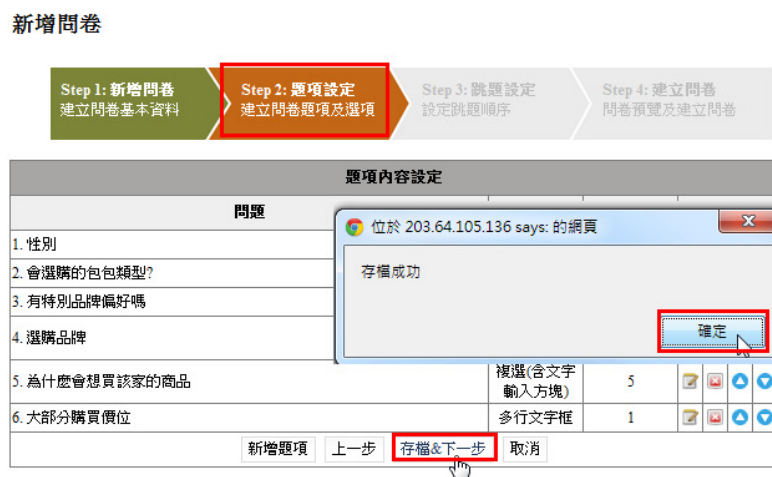 新增問卷
Step 1: 新增問卷
建立問卷基本資料
Step 2: 題項設定
建立問卷題項及選項
Step 3: 跳題設定
設定跳題順序
Step 4: 建立問卷
問卷預覽及建立問卷
題項內容設定
問題
位於 203.64.105.136 says: 的網頁
存檔成功
確定
1. 性別
2. 會選購的包包類型?
3. 有特別品牌偏好嗎
4. 選購品牌
5. 為什麼會想買該家的商品
複選(含文字
輸入方塊)
5
6. 大部分購買價位
多行文字框
1
新增題項
上一步
存檔&下一步
取消